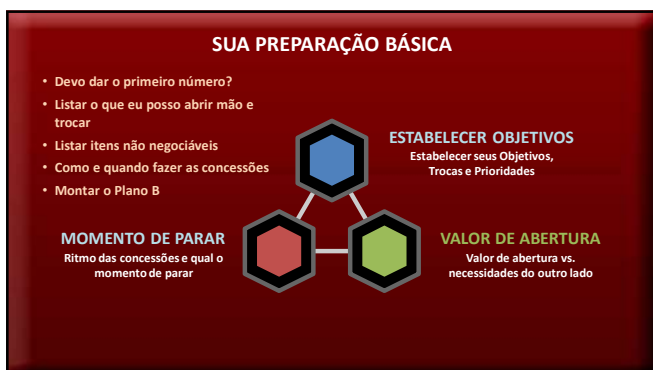 SUA PREPARAÇÃO BÁSICA
• Devo dar o primeiro número?
• Listar o que eu posso abrir mão e
trocar
• Listar itens não negociáveis
• Como e quando fazer as concessões
• Montar o Plano B
ESTABELECER OBJETIVOS
Estabelecer seus Objetivos,
Trocas e Prioridades
MOMENTO DE PARAR
Ritmo das concessões e qual o
momento de parar
VALOR DE ABERTURA
Valor de abertura vs.
necessidades do outro lado